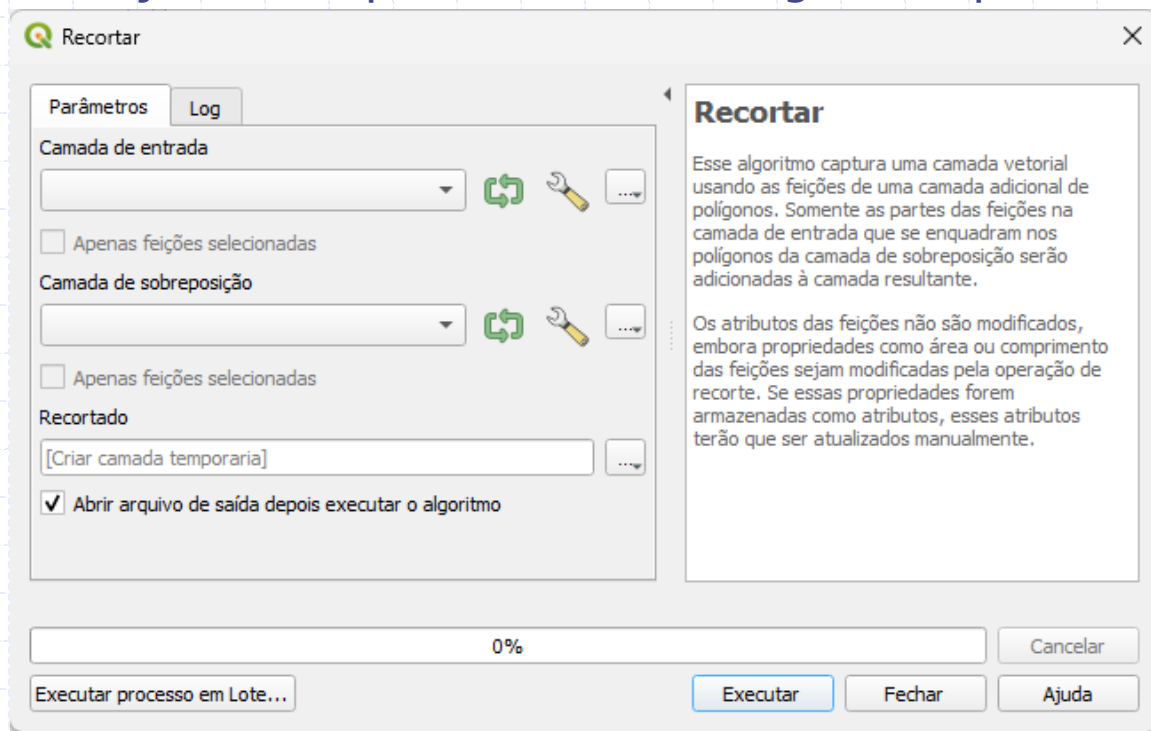 Recortar
Parâmetros
Log
Camada de entrada
...
Apenas feições selecionadas
Camada de sobreposição
...
Apenas feições selecionadas
Recortado
[Criar camada temporaria]
...
Abrir arquivo de saída depois executar o algoritmo
Recortar
Esse algoritmo captura uma camada vetorial
usando as feições de uma camada adicional de
polígonos. Somente as partes das feições na
camada de entrada que se enquadram nos
polígonos da camada de sobreposição serão
adicionadas à camada resultante.
Os atributos das feições não são modificados,
embora propriedades como área ou comprimento
das feições sejam modificadas pela operação de
recorte. Se essas propriedades forem
armazenadas como atributos, esses atributos
terão que ser atualizados manualmente.
0%
Cancelar
Executar processo em Lote...
Executar
Fechar
Ajuda